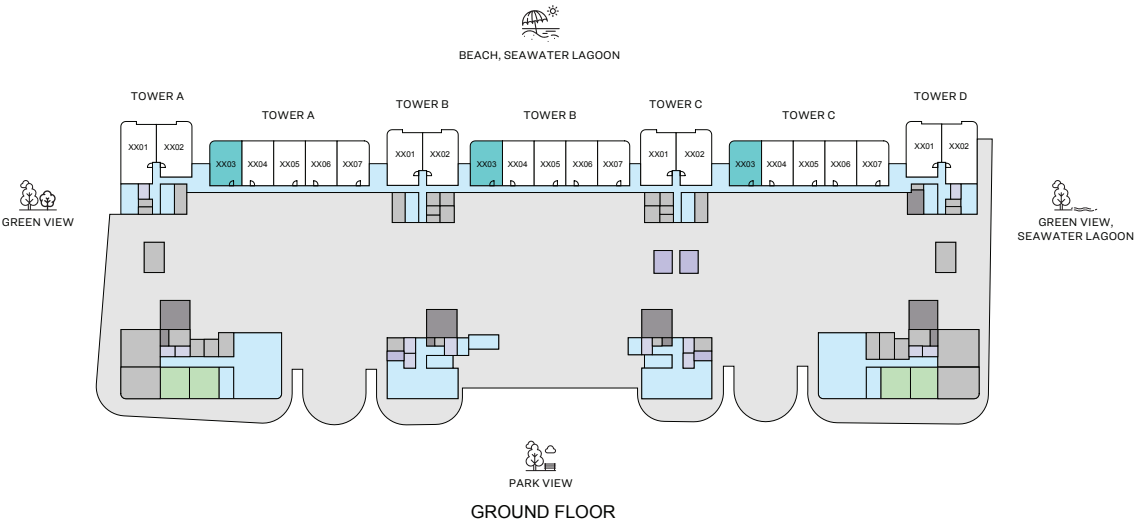 BEACH, SEAWATER LAGOON
TOWER A
TOWER A
TOWER B
TOWER B
TOWER C
TOWER C
TOWER D
XX01 XX02
XX03 XX04 XX05 XX06 XX07
XX01 XX02
XX03 XX04 XX05 XX06 XX07
XX01 XX02
XX03 XX04 XX05 XX06 XX07
XX01 XX02
GREEN VIEW
GREEN VIEW,
SEAWATER LAGOON
PARK VIEW
GROUND FLOOR